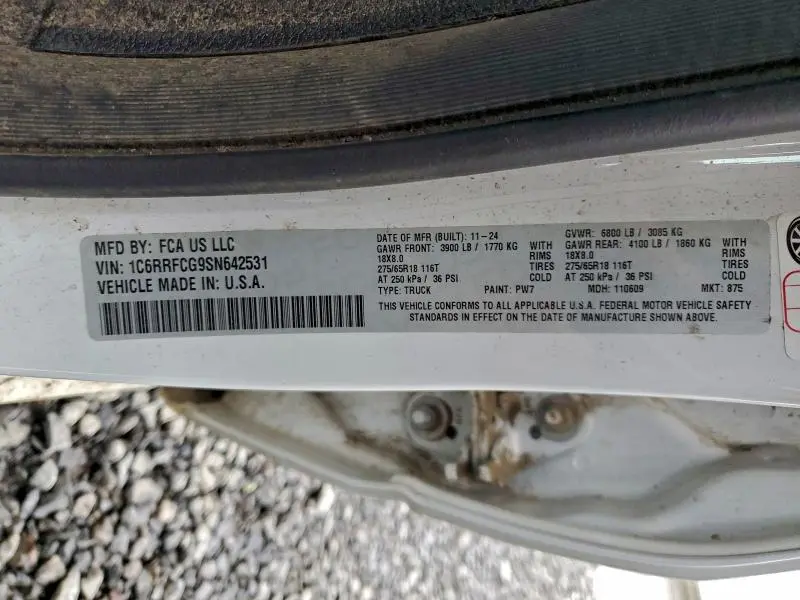 MFD BY: FCA US LLC
VIN: 1C6RRFCG9SN642531
VEHICLE MADE IN: U.S.A.
DATE OF MFR (BUILT): 11-24
GAWR FRONT: 3900 LB / 1770 KG WITH
18X8.0 RIMS
275/65R18 116T TIRES
AT 250 kPa / 36 PSI COLD
TYPE: TRUCK PAINT: PW7
GVWR: 6800 LB / 3085 KG
GAWR REAR: 4100 LB / 1860 KG WITH
18X8.0 RIMS
275/65R18 116T TIRES
AT 250 kPa / 36 PSI COLD
MDH: 110609 MKT: 875
THIS VEHICLE CONFORMS TO ALL APPLICABLE U.S.A. FEDERAL MOTOR VEHICLE SAFETY
STANDARDS IN EFFECT ON THE DATE OF MANUFACTURE SHOWN ABOVE.